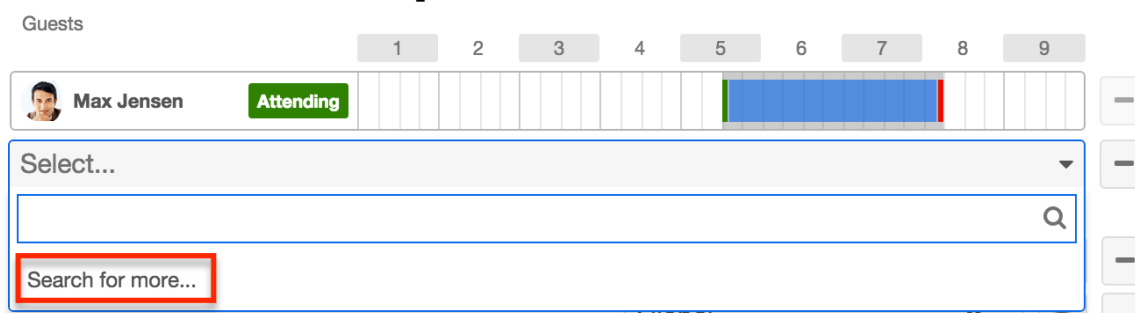 Guests
1 2 3 4 5 6 7 8 9
Max Jensen Attending
Select...
Search for more...